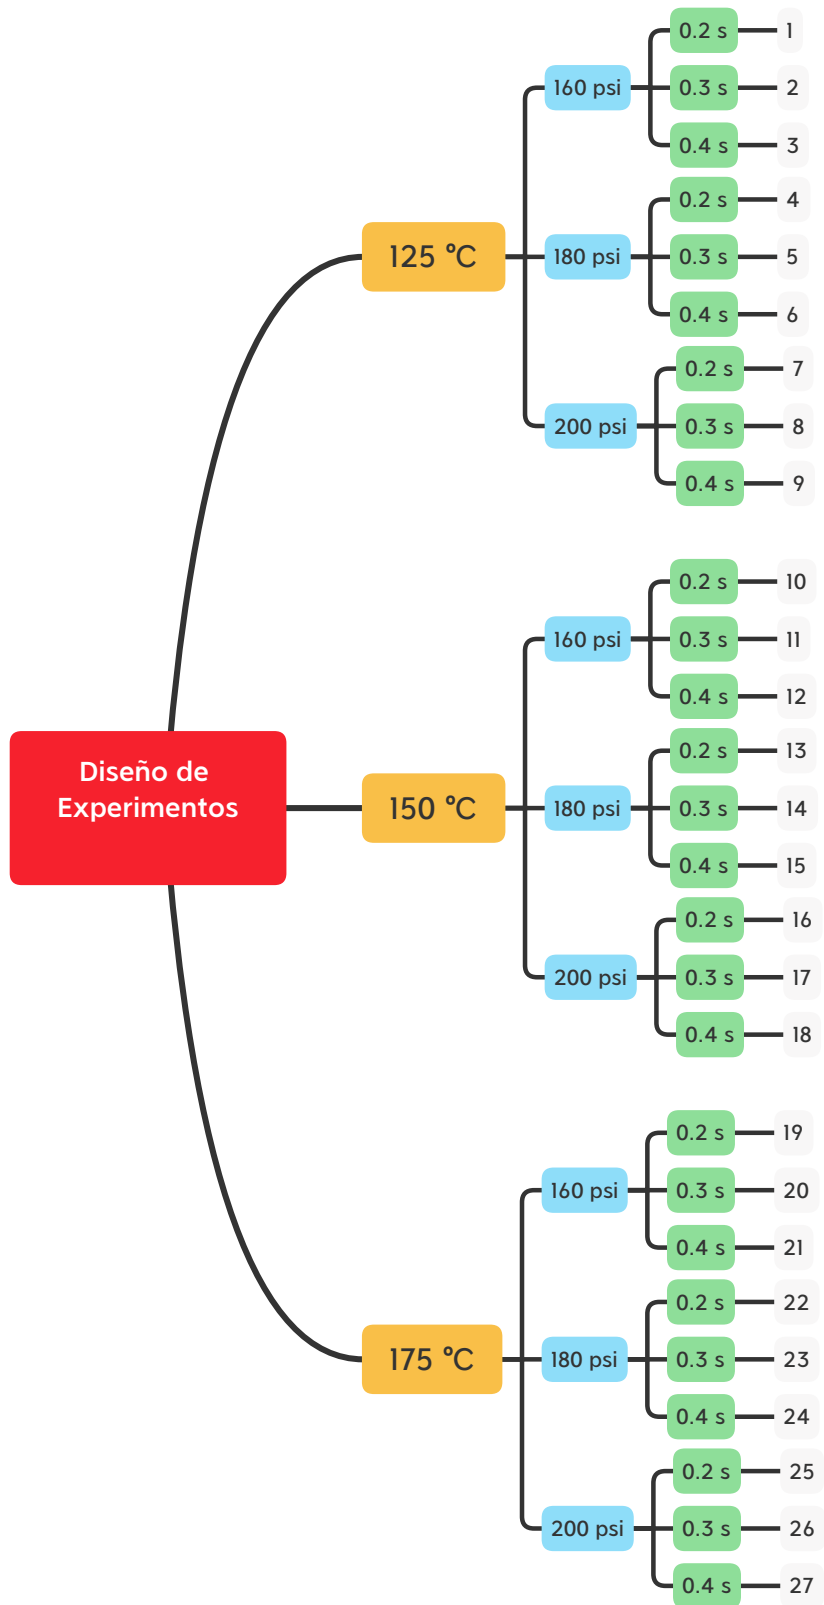 Diseño de
Experimentos
125 °C
160 psi
0.2 s
1
0.3 s
2
0.4 s
3
180 psi
0.2 s
4
0.3 s
5
0.4 s
6
200 psi
0.2 s
7
0.3 s
8
0.4 s
9
150 °C
160 psi
0.2 s
10
0.3 s
11
0.4 s
12
180 psi
0.2 s
13
0.3 s
14
0.4 s
15
200 psi
0.2 s
16
0.3 s
17
0.4 s
18
175 °C
160 psi
0.2 s
19
0.3 s
20
0.4 s
21
180 psi
0.2 s
22
0.3 s
23
0.4 s
24
200 psi
0.2 s
25
0.3 s
26
0.4 s
27